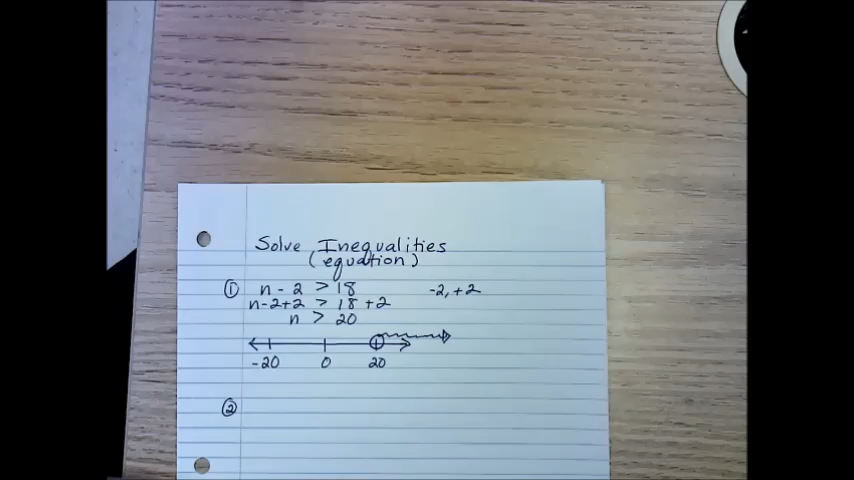 Solve Inequalities
(equation)
① n - 2 > 18 -2, +2
n-2+2 > 18 +2
n > 20
-20 0 20
②